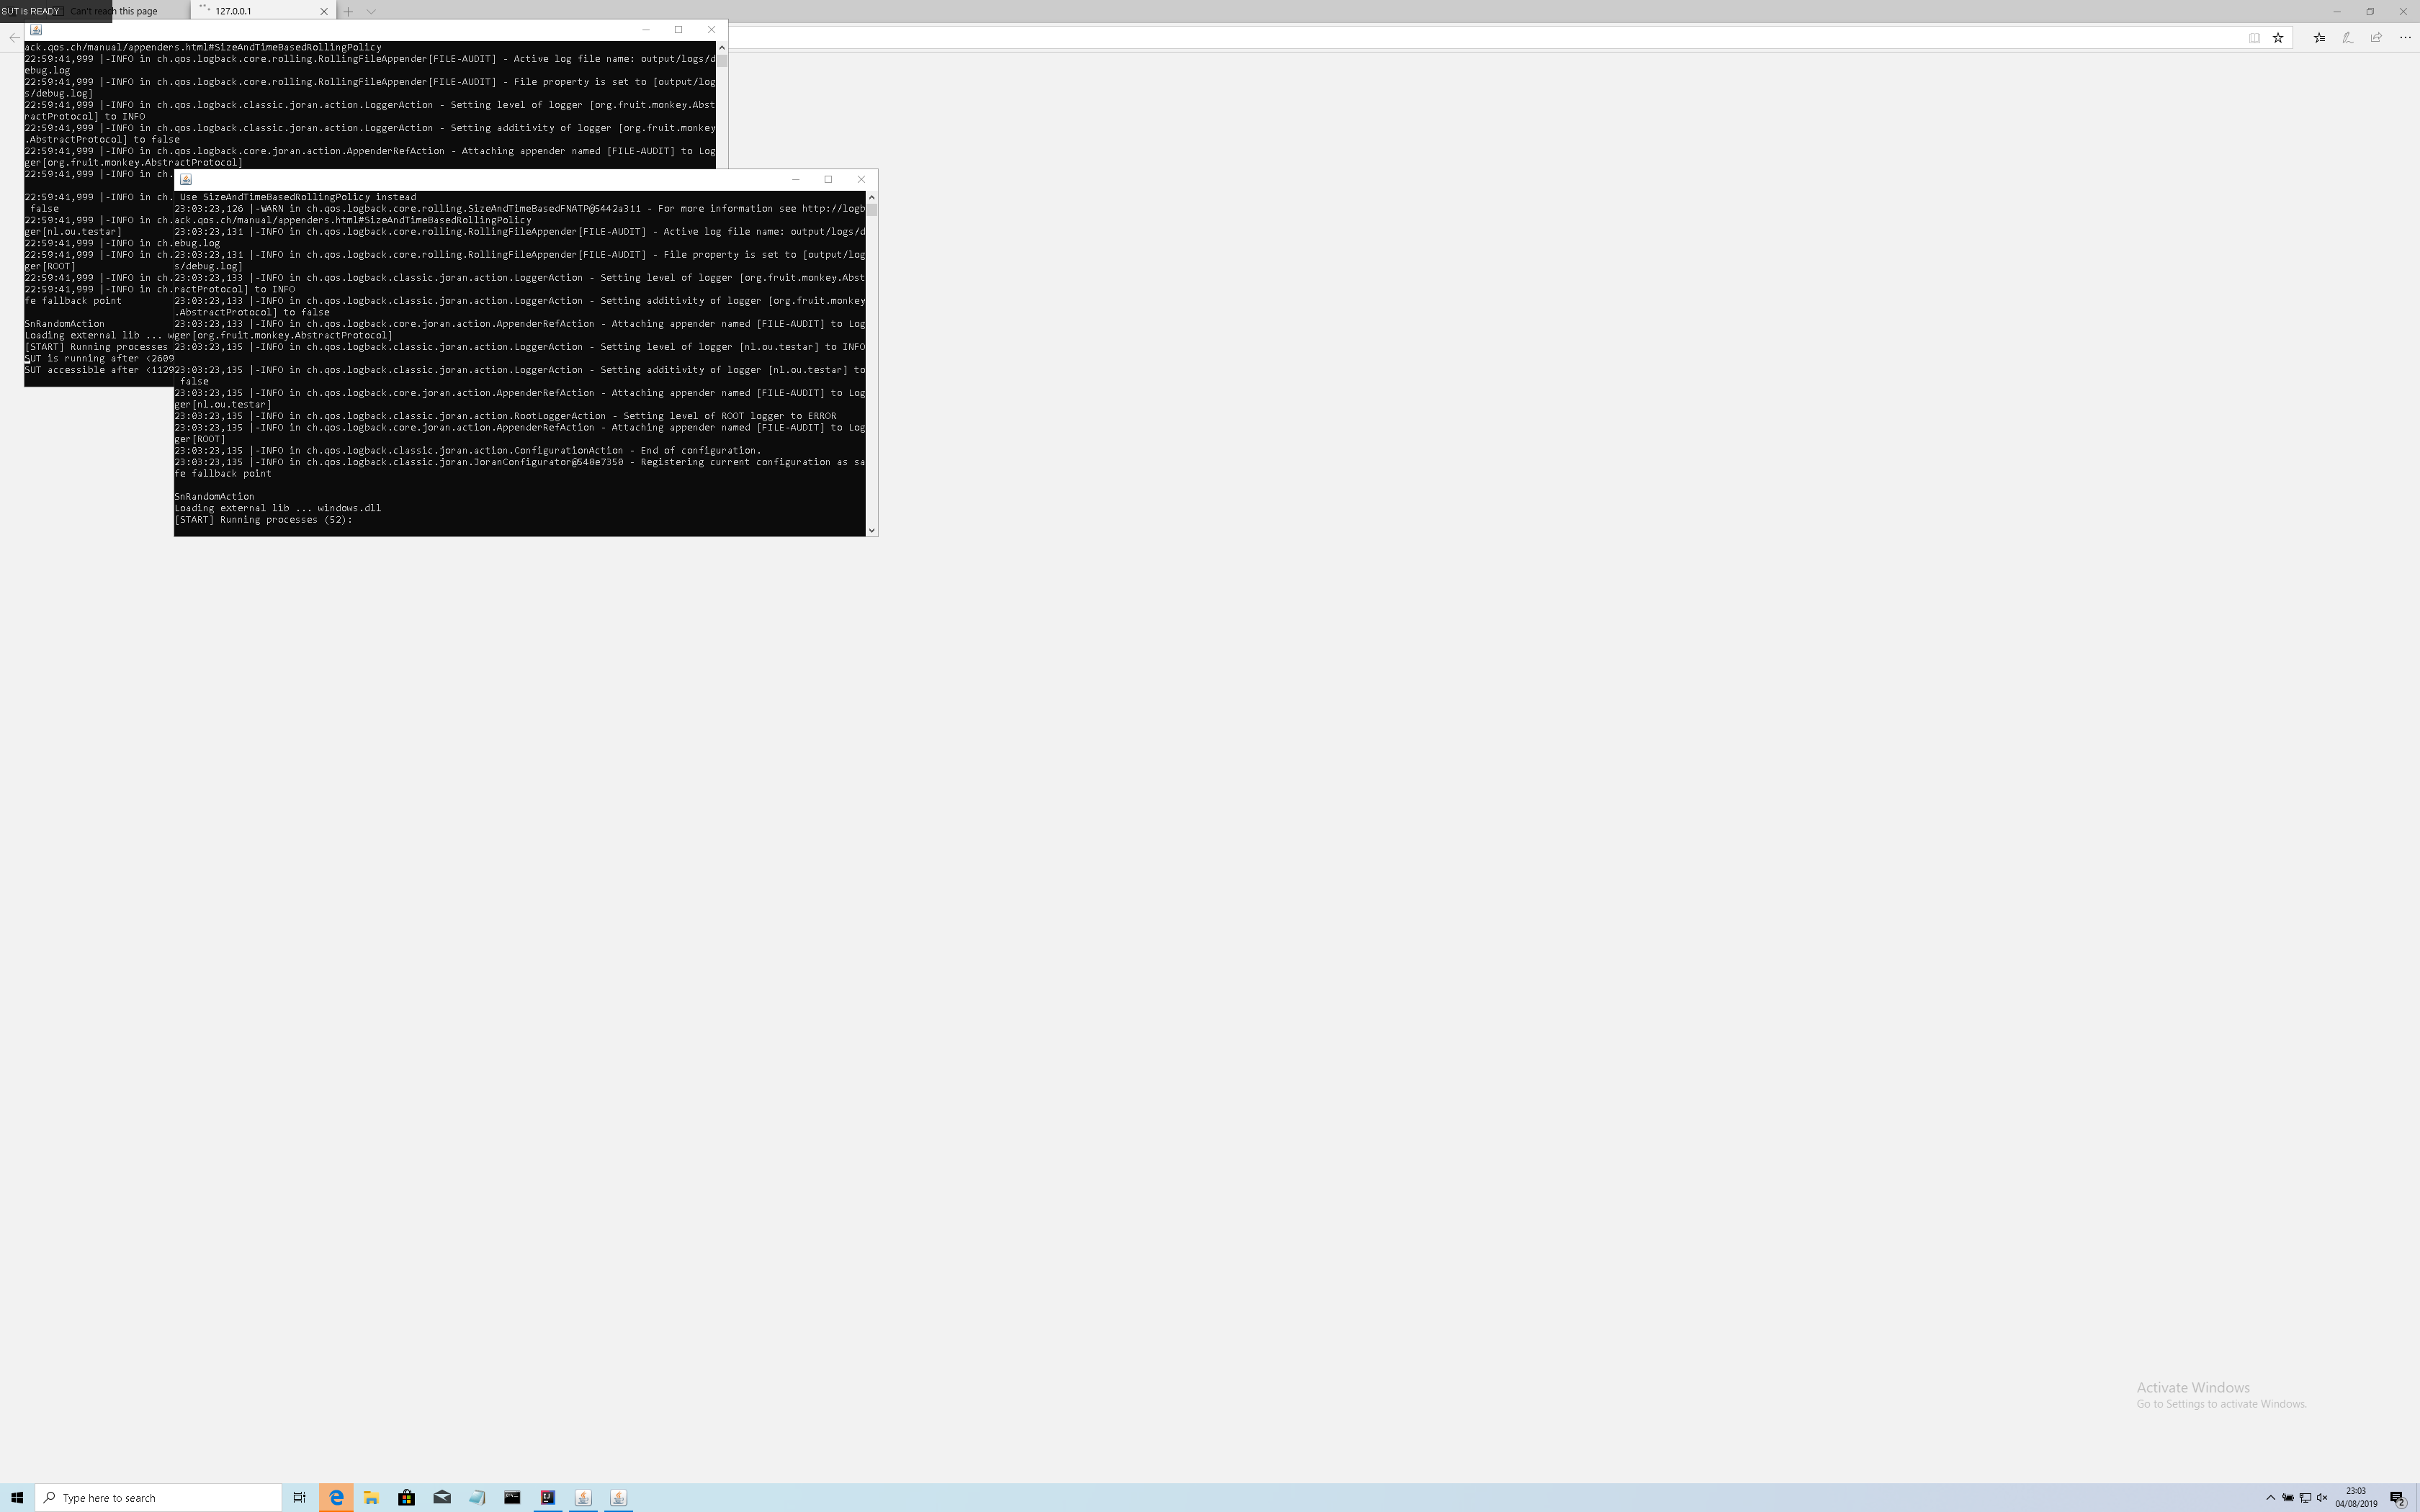 SUT is READY
Can't reach this page
127.0.0.1
ack.qos.ch/manual/appenders.html#SizeAndTimeBasedRollingPolicy
22:59:41,999 |-INFO in ch.qos.logback.core.rolling.RollingFileAppender[FILE-AUDIT] - Active log file name: output/logs/d
ebug.log
22:59:41,999 |-INFO in ch.qos.logback.core.rolling.RollingFileAppender[FILE-AUDIT] - File property is set to [output/log
s/debug.log]
22:59:41,999 |-INFO in ch.qos.logback.classic.joran.action.LoggerAction - Setting level of logger [org.fruit.monkey.Abst
ractProtocol] to INFO
22:59:41,999 |-INFO in ch.qos.logback.classic.joran.action.LoggerAction - Setting additivity of logger [org.fruit.monkey
.AbstractProtocol] to false
22:59:41,999 |-INFO in ch.qos.logback.core.joran.action.AppenderRefAction - Attaching appender named [FILE-AUDIT] to Log
ger[org.fruit.monkey.AbstractProtocol]
22:59:41,999 |-INFO in ch.
22:59:41,999 |-INFO in ch.
false
22:59:41,999 |-INFO in ch.
ger[nl.ou.testar]
22:59:41,999 |-INFO in ch.
22:59:41,999 |-INFO in ch.
ger[ROOT]
22:59:41,999 |-INFO in ch.
22:59:41,999 |-INFO in ch.
fe fallback point
SnRandomAction
Loading external lib ... w
[START] Running processes
SUT is running after <2609
SUT accessible after <1129
Use SizeAndTimeBasedRollingPolicy instead
23:03:23,126 |-WARN in ch.qos.logback.core.rolling.SizeAndTimeBasedFNATP@5442a311 - For more information see http://logb
ack.qos.ch/manual/appenders.html#SizeAndTimeBasedRollingPolicy
23:03:23,131 |-INFO in ch.qos.logback.core.rolling.RollingFileAppender[FILE-AUDIT] - Active log file name: output/logs/d
ebug.log
23:03:23,131 |-INFO in ch.qos.logback.core.rolling.RollingFileAppender[FILE-AUDIT] - File property is set to [output/log
s/debug.log]
23:03:23,133 |-INFO in ch.qos.logback.classic.joran.action.LoggerAction - Setting level of logger [org.fruit.monkey.Abst
ractProtocol] to INFO
23:03:23,133 |-INFO in ch.qos.logback.classic.joran.action.LoggerAction - Setting additivity of logger [org.fruit.monkey
.AbstractProtocol] to false
23:03:23,133 |-INFO in ch.qos.logback.core.joran.action.AppenderRefAction - Attaching appender named [FILE-AUDIT] to Log
ger[org.fruit.monkey.AbstractProtocol]
23:03:23,135 |-INFO in ch.qos.logback.classic.joran.action.LoggerAction - Setting level of logger [nl.ou.testar] to INFO
23:03:23,135 |-INFO in ch.qos.logback.classic.joran.action.LoggerAction - Setting additivity of logger [nl.ou.testar] to
false
23:03:23,135 |-INFO in ch.qos.logback.core.joran.action.AppenderRefAction - Attaching appender named [FILE-AUDIT] to Log
ger[nl.ou.testar]
23:03:23,135 |-INFO in ch.qos.logback.classic.joran.action.RootLoggerAction - Setting level of ROOT logger to ERROR
23:03:23,135 |-INFO in ch.qos.logback.core.joran.action.AppenderRefAction - Attaching appender named [FILE-AUDIT] to Log
ger[ROOT]
23:03:23,135 |-INFO in ch.qos.logback.classic.joran.action.ConfigurationAction - End of configuration.
23:03:23,135 |-INFO in ch.qos.logback.classic.joran.JoranConfigurator@548e7350 - Registering current configuration as sa
fe fallback point
SnRandomAction
Loading external lib ... windows.dll
[START] Running processes (52):
Activate Windows
Go to Settings to activate Windows.
Type here to search
23:03
04/08/2019
2